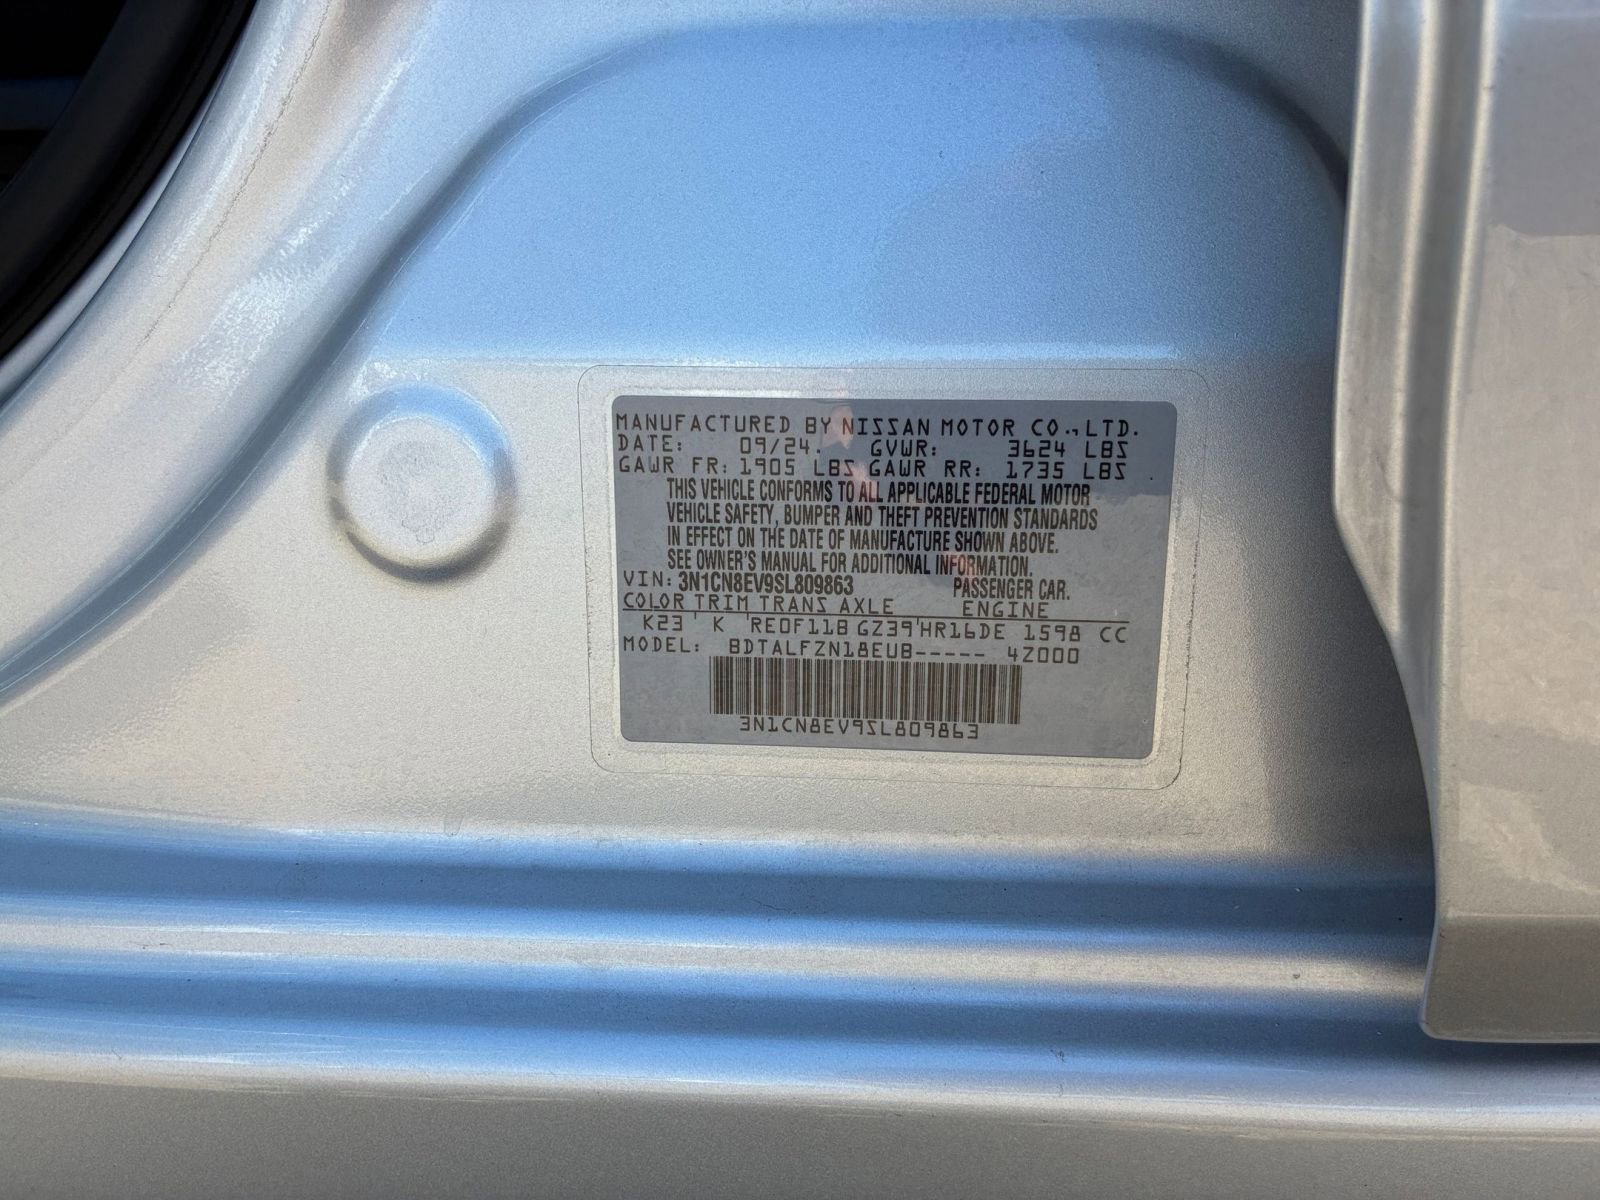 MANUFACTURED BY NISSAN MOTOR CO.,LTD.
DATE: 09/24. GVWR: 3624 LBS
GAWR FR: 1905 LBS GAWR RR: 1735 LBS
THIS VEHICLE CONFORMS TO ALL APPLICABLE FEDERAL MOTOR
VEHICLE SAFETY, BUMPER AND THEFT PREVENTION STANDARDS
IN EFFECT ON THE DATE OF MANUFACTURE SHOWN ABOVE.
SEE OWNER'S MANUAL FOR ADDITIONAL INFORMATION.
VIN: 3N1CN8EV9SL809863 PASSENGER CAR.
COLOR TRIM TRANS AXLE ENGINE
K23 K RE0F11B GZ39 HR16DE 1598 CC
MODEL: BDTALFZN18EUB----- 4Z000
3N1CN8EV9SL809863